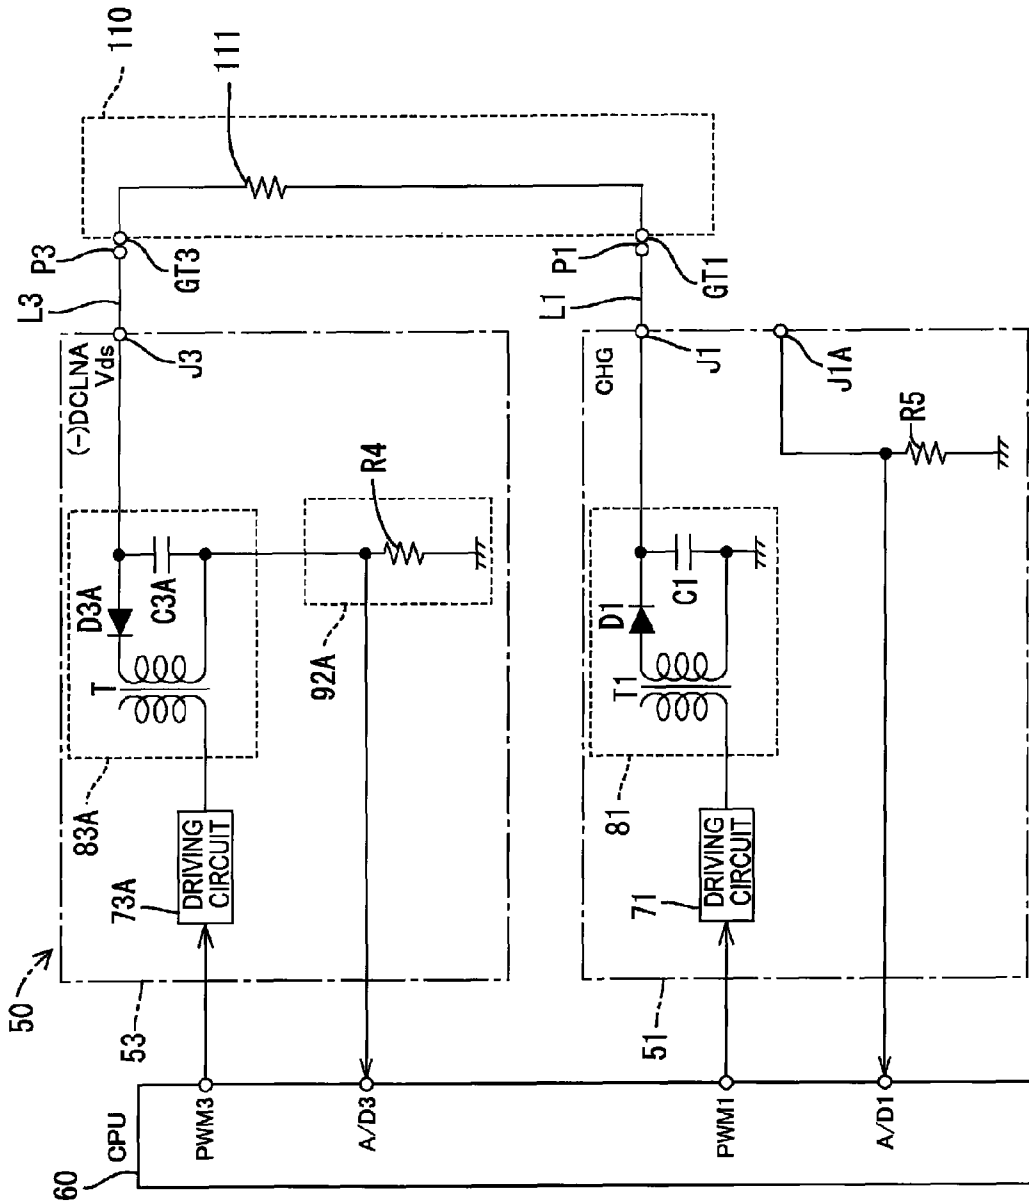 110
111
P3
GT3
L3
P1
GT1
L1
(-)DCLNA
Vds
J3
CHG
J1
J1A
R4
R5
D3A
C3A
T
92A
D1
C1
T1
83A
81
73A
DRIVING
CIRCUIT
71
DRIVING
CIRCUIT
50
53
51
60
CPU
PWM3
A/D3
PWM1
A/D1